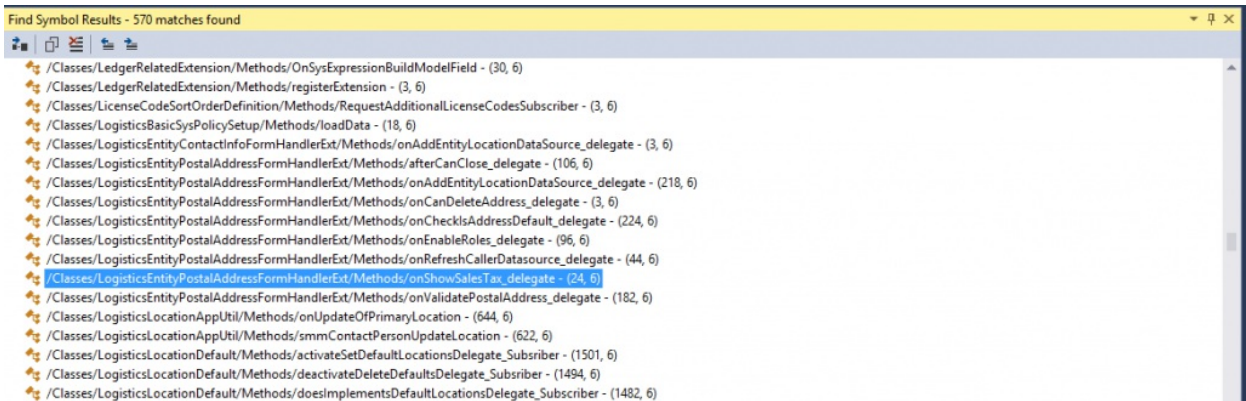 Find Symbol Results - 570 matches found
/Classes/LedgerRelatedExtension/Methods/OnSysExpressionBuildModelField - (30, 6)
/Classes/LedgerRelatedExtension/Methods/registerExtension - (3, 6)
/Classes/LicenseCodeSortOrderDefinition/Methods/RequestAdditionalLicenseCodesSubscriber - (3, 6)
/Classes/LogisticsBasicSysPolicySetup/Methods/loadData - (18, 6)
/Classes/LogisticsEntityContactInfoFormHandlerExt/Methods/onAddEntityLocationDataSource_delegate - (3, 6)
/Classes/LogisticsEntityPostalAddressFormHandlerExt/Methods/afterCanClose_delegate - (106, 6)
/Classes/LogisticsEntityPostalAddressFormHandlerExt/Methods/onAddEntityLocationDataSource_delegate - (218, 6)
/Classes/LogisticsEntityPostalAddressFormHandlerExt/Methods/onCanDeleteAddress_delegate - (3, 6)
/Classes/LogisticsEntityPostalAddressFormHandlerExt/Methods/onCheckIsAddressDefault_delegate - (224, 6)
/Classes/LogisticsEntityPostalAddressFormHandlerExt/Methods/onEnableRoles_delegate - (96, 6)
/Classes/LogisticsEntityPostalAddressFormHandlerExt/Methods/onRefreshCallerDatasource_delegate - (44, 6)
/Classes/LogisticsEntityPostalAddressFormHandlerExt/Methods/onShowSalesTax_delegate - (24, 6)
/Classes/LogisticsEntityPostalAddressFormHandlerExt/Methods/onValidatePostalAddress_delegate - (182, 6)
/Classes/LogisticsLocationAppUtil/Methods/onUpdateOfPrimaryLocation - (644, 6)
/Classes/LogisticsLocationAppUtil/Methods/smmContactPersonUpdateLocation - (622, 6)
/Classes/LogisticsLocationDefault/Methods/activateSetDefaultLocationsDelegate_Subsriber - (1501, 6)
/Classes/LogisticsLocationDefault/Methods/deactivateDeleteDefaultsDelegate_Subsriber - (1494, 6)
/Classes/LogisticsLocationDefault/Methods/doesImplementsDefaultLocationsDelegate_Subscriber - (1482, 6)